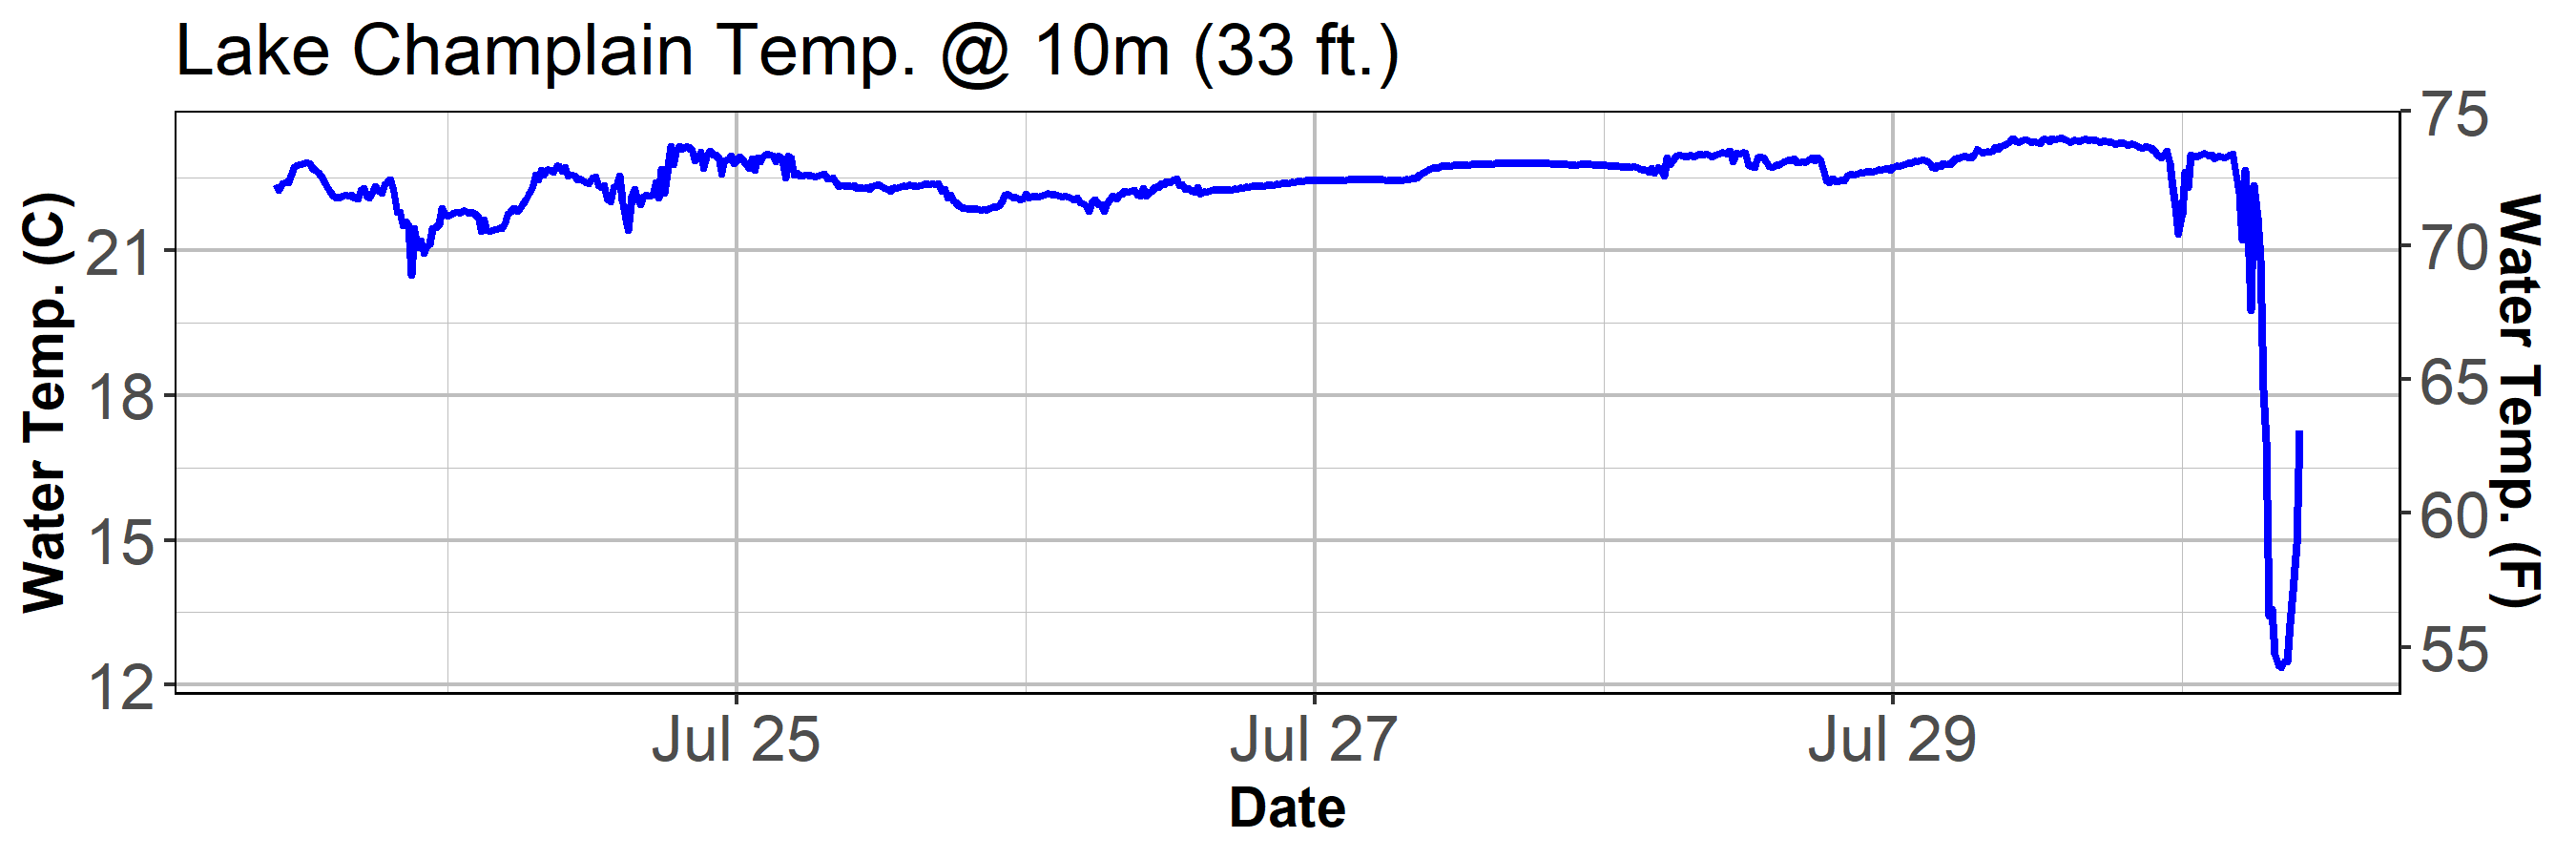 Lake Champlain Temp. @ 10m (33 ft.)
Water Temp. (C)
21
18
15
12
75
70
65
60
55
Water Temp. (F)
Jul 25
Jul 27
Jul 29
Date